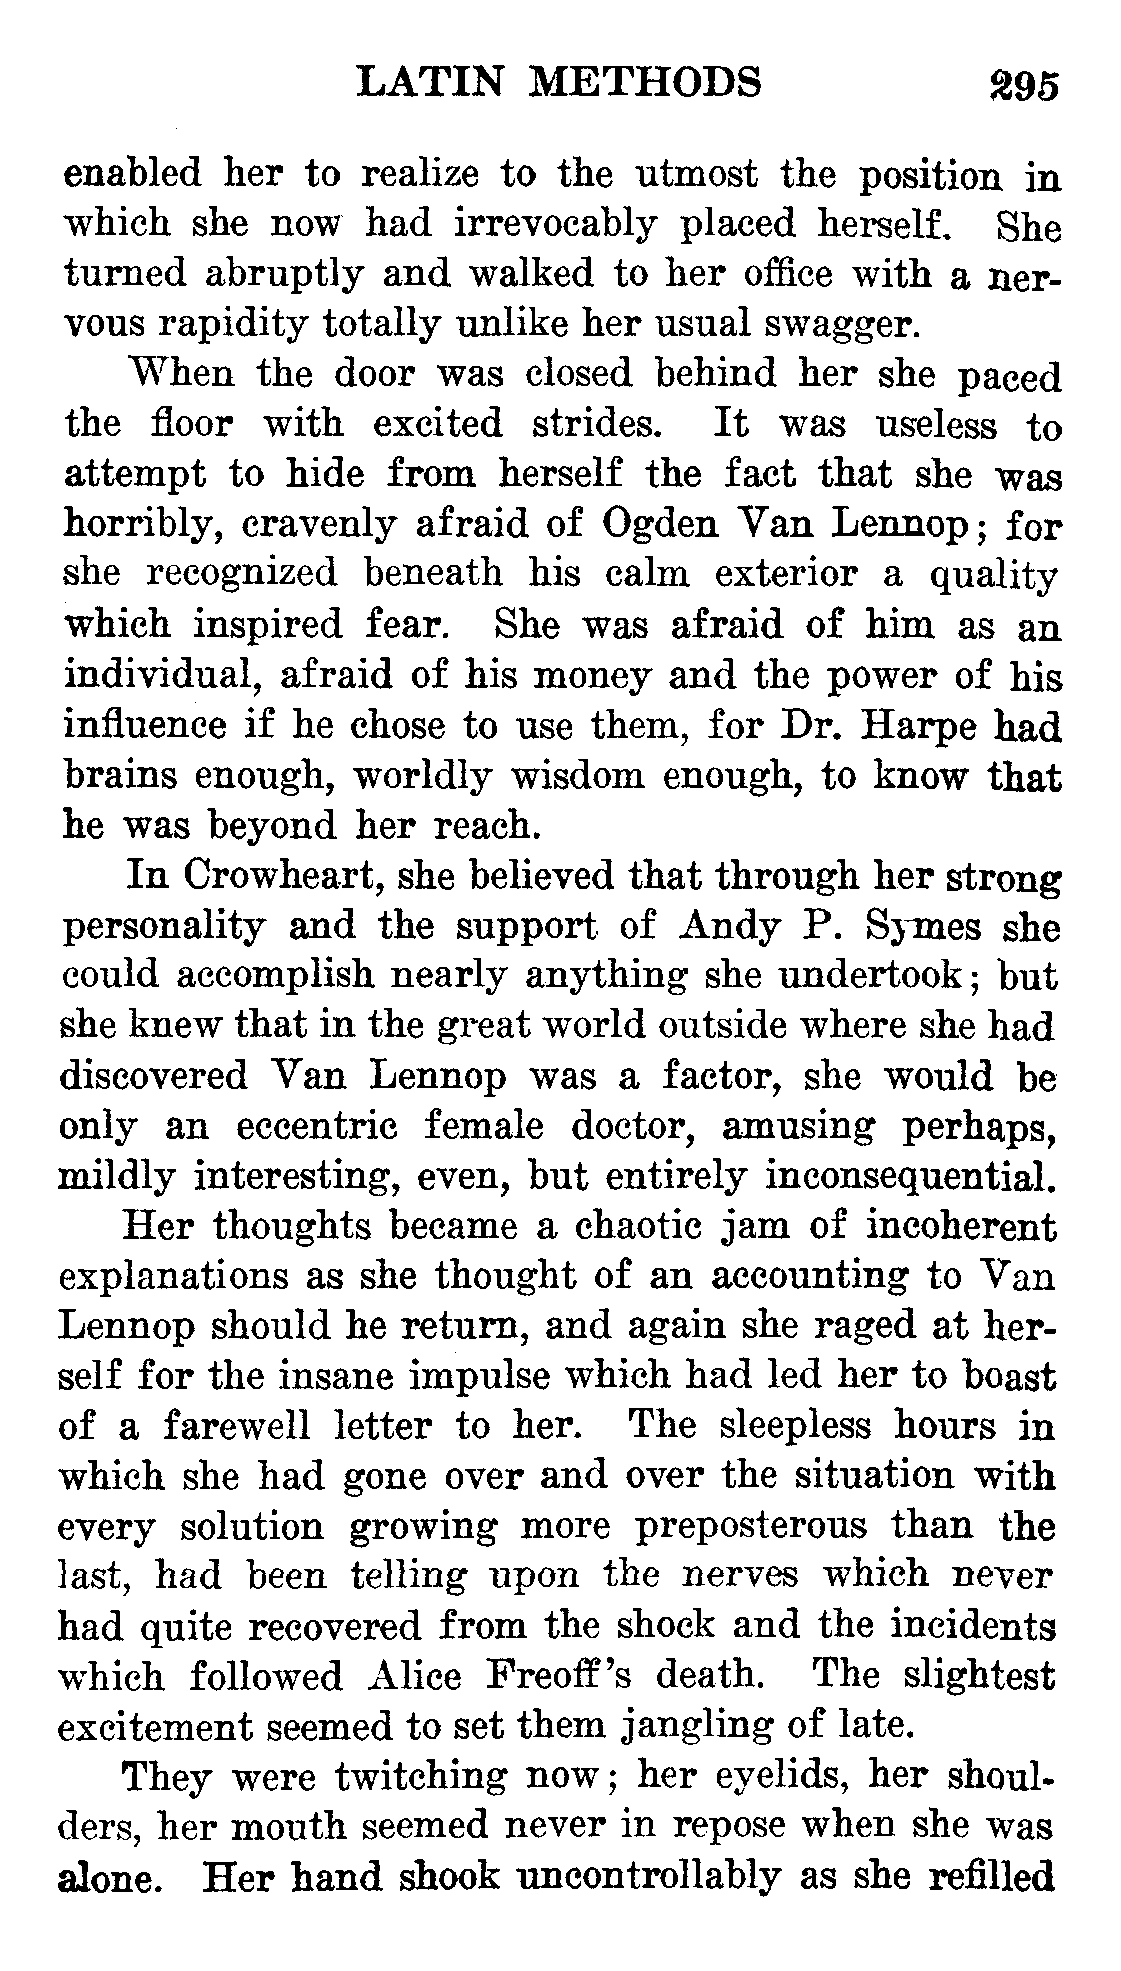 LATIN METHODS 295
enabled her to realize to the utmost the position in
which she now had irrevocably placed herself. She
turned abruptly and walked to her office with a ner-
vous rapidity totally unlike her usual swagger.
When the door was closed behind her she paced
the floor with excited strides. It was useless to
attempt to hide from herself the fact that she was
horribly, cravenly afraid of Ogden Van Lennop; for
she recognized beneath his calm exterior a quality
which inspired fear. She was afraid of him as an
individual, afraid of his money and the power of his
influence if he chose to use them, for Dr. Harpe had
brains enough, worldly wisdom enough, to know that
he was beyond her reach.
In Crowheart, she believed that through her strong
personality and the support of Andy P. Symes she
could accomplish nearly anything she undertook; but
she knew that in the great world outside where she had
discovered Van Lennop was a factor, she would be
only an eccentric female doctor, amusing perhaps,
mildly interesting, even, but entirely inconsequential.
Her thoughts became a chaotic jam of incoherent
explanations as she thought of an accounting to Van
Lennop should he return, and again she raged at her-
self for the insane impulse which had led her to boast
of a farewell letter to her. The sleepless hours in
which she had gone over and over the situation with
every solution growing more preposterous than the
last, had been telling upon the nerves which never
had quite recovered from the shock and the incidents
which followed Alice Freoff's death. The slightest
excitement seemed to set them jangling of late.
They were twitching now; her eyelids, her shoul-
ders, her mouth seemed never in repose when she was
alone. Her hand shook uncontrollably as she refilled